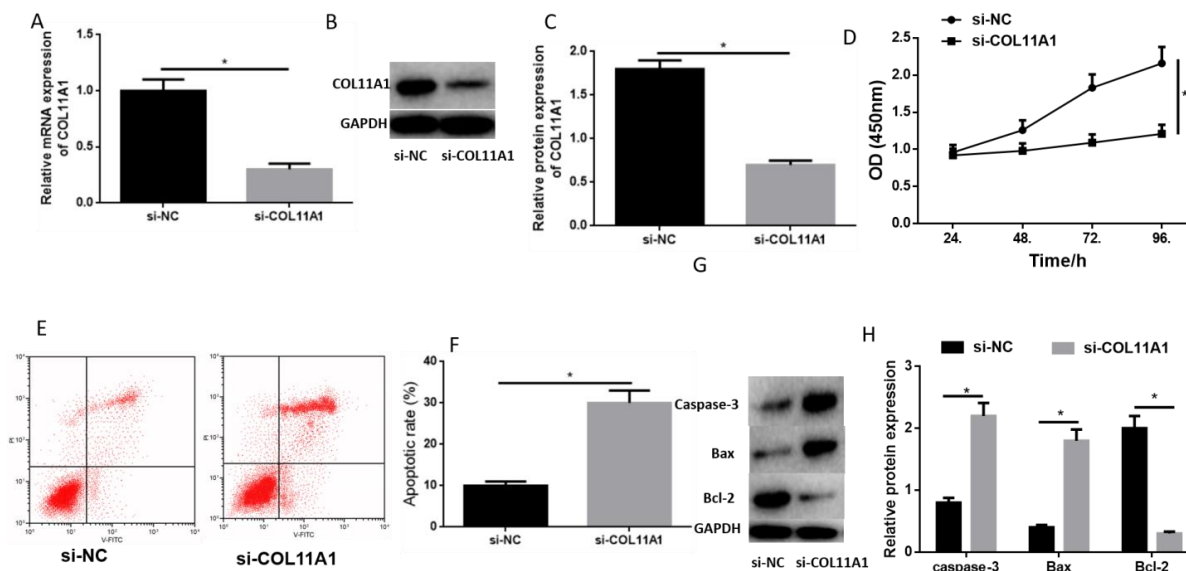 A
Relative mRNA expression
of COL11A1
1.5
1.0
0.5
0.0
*
si-NC
si-COL11A1
B
COL11A1
GAPDH
si-NC si-COL11A1
C
Relative protein expression
of COL11A1
2.0
1.5
1.0
0.5
0.0
*
si-NC
si-COL11A1
D
si-NC
si-COL11A1
OD (450nm)
2.5
2.0
1.5
1.0
0.5
0.0
*
24.
48.
72.
96.
Time/h
E
PI
V-FITC
si-NC
PI
V-FITC
si-COL11A1
F
Apoptotic rate (%)
40
30
20
10
0
*
si-NC
si-COL11A1
G
Caspase-3
Bax
Bcl-2
GAPDH
si-NC si-COL11A1
H
si-NC
si-COL11A1
Relative protein expression
3
2
1
0
*
*
*
caspase-3
Bax
Bcl-2